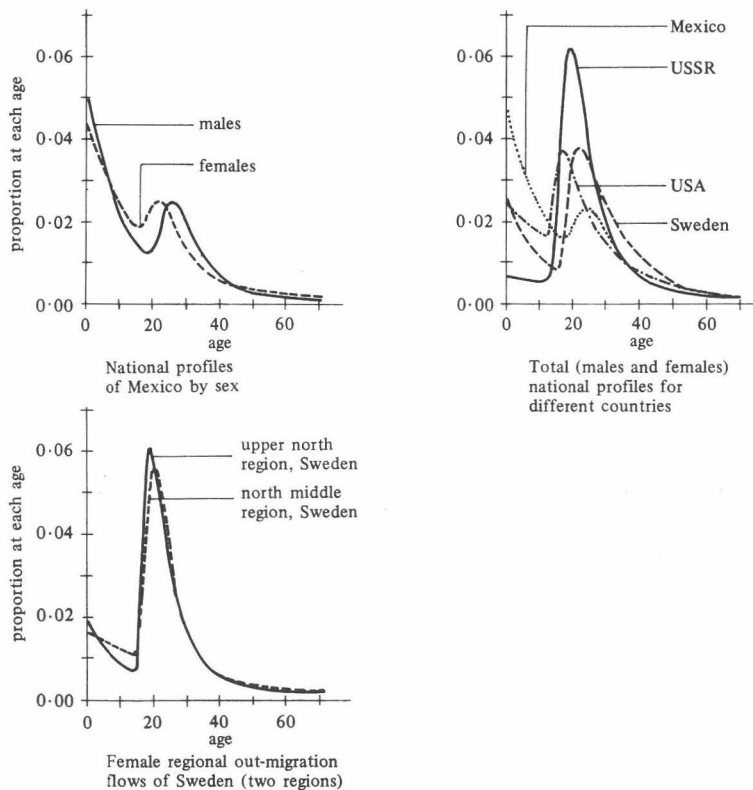 proportion at each age
0·06
0·04
0·02
0·00
males
females
0
20
40
60
age
National profiles
of Mexico by sex
0·06
0·04
0·02
0·00
Mexico
USSR
USA
Sweden
0
20
40
60
age
Total (males and females)
national profiles for
different countries
proportion at each age
0·06
0·04
0·02
0·00
upper north
region, Sweden
north middle
region, Sweden
0
20
40
60
age
Female regional out-migration
flows of Sweden (two regions)